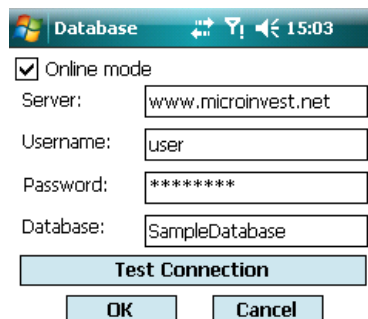 Database 15:03
Online mode
Server: www.microinvest.net
Username: user
Password: ********
Database: SampleDatabase
Test Connection
OK Cancel